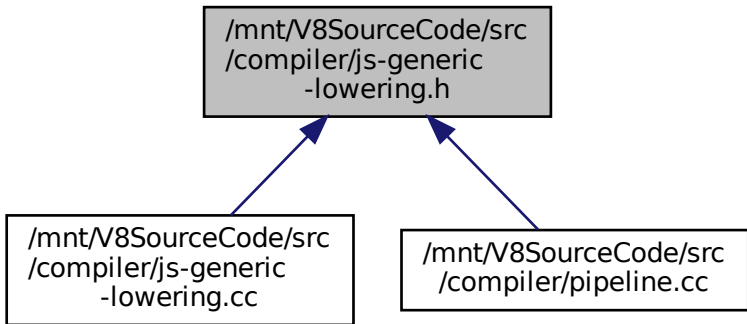 /mnt/V8SourceCode/src
/compiler/js-generic
-lowering.h
/mnt/V8SourceCode/src
/compiler/js-generic
-lowering.cc
/mnt/V8SourceCode/src
/compiler/pipeline.cc